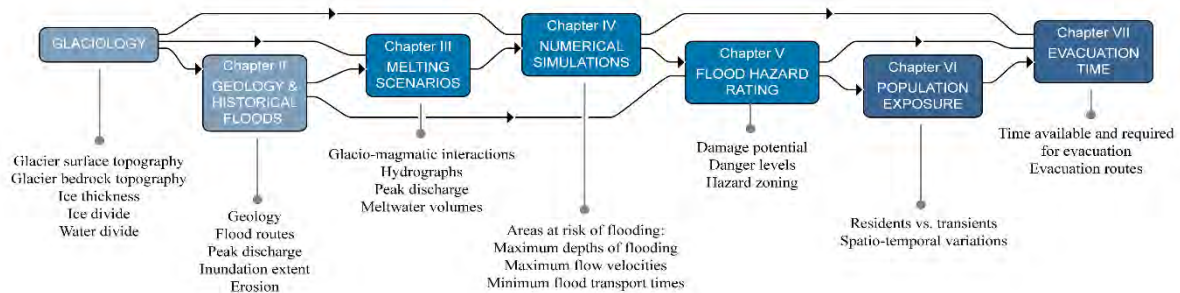 GLACIOLOGY
Chapter II
GEOLOGY &
HISTORICAL
FLOODS
Chapter III
MELTING
SCENARIOS
Chapter IV
NUMERICAL
SIMULATIONS
Chapter V
FLOOD HAZARD
RATING
Chapter VI
POPULATION
EXPOSURE
Chapter VII
EVACUATION
TIME
Glacier surface topography
Glacier bedrock topography
Ice thickness
Ice divide
Water divide
Geology
Flood routes
Peak discharge
Inundation extent
Erosion
Glacio-magmatic interactions
Hydrographs
Peak discharge
Meltwater volumes
Areas at risk of flooding:
Maximum depths of flooding
Maximum flow velocities
Minimum flood transport times
Damage potential
Danger levels
Hazard zoning
Residents vs. transients
Spatio-temporal variations
Time available and required
for evacuation
Evacuation routes